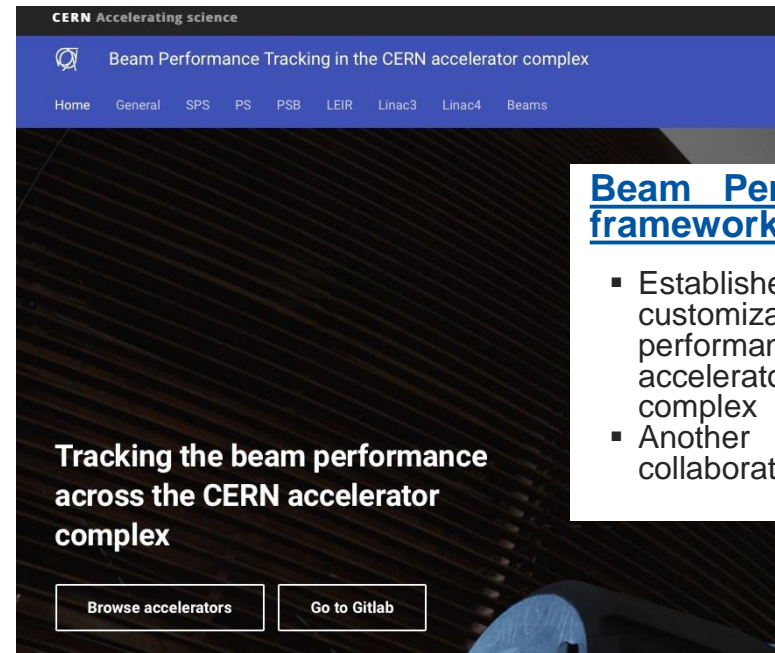 CERN Accelerating science
Beam Performance Tracking in the CERN accelerator complex
Home General SPS PS PSB LEIR Linac3 Linac4 Beams
Beam
framework
▪
customiza
performan
accelerato
complex
▪ Another
collaborat
Tracking the beam performance
across the CERN accelerator
complex
Browse accelerators Go to Gitlab